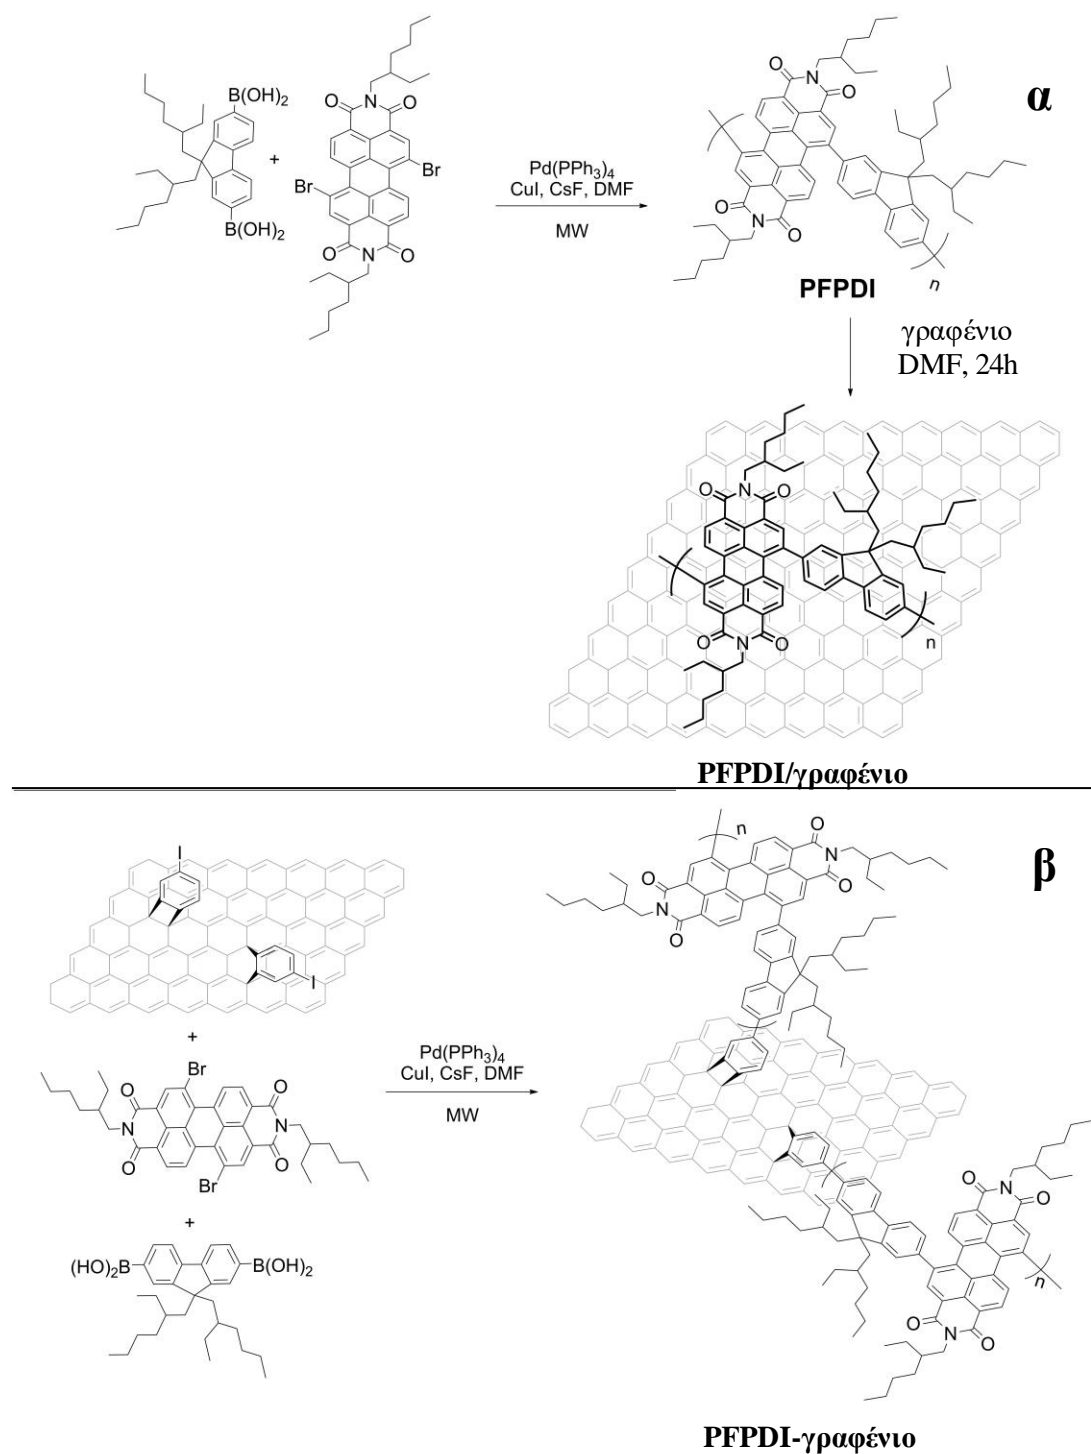 α
B(OH)2
B(OH)2
+
O
N
O
Br
Br
O
N
O
Pd(PPh3)4
CuI, CsF, DMF
MW
O
N
O
O
N
O
n
PFPDI
γραφένιο
DMF, 24h
O
N
O
O
N
O
n
PFPDI/γραφένιο
β
I
I
+
Br
O
O
N
N
O
O
Br
+
(HO)2B
B(OH)2
Pd(PPh3)4
CuI, CsF, DMF
MW
n
O
N
O
O
N
O
O
N
O
n
O
N
O
PFPDI-γραφένιο